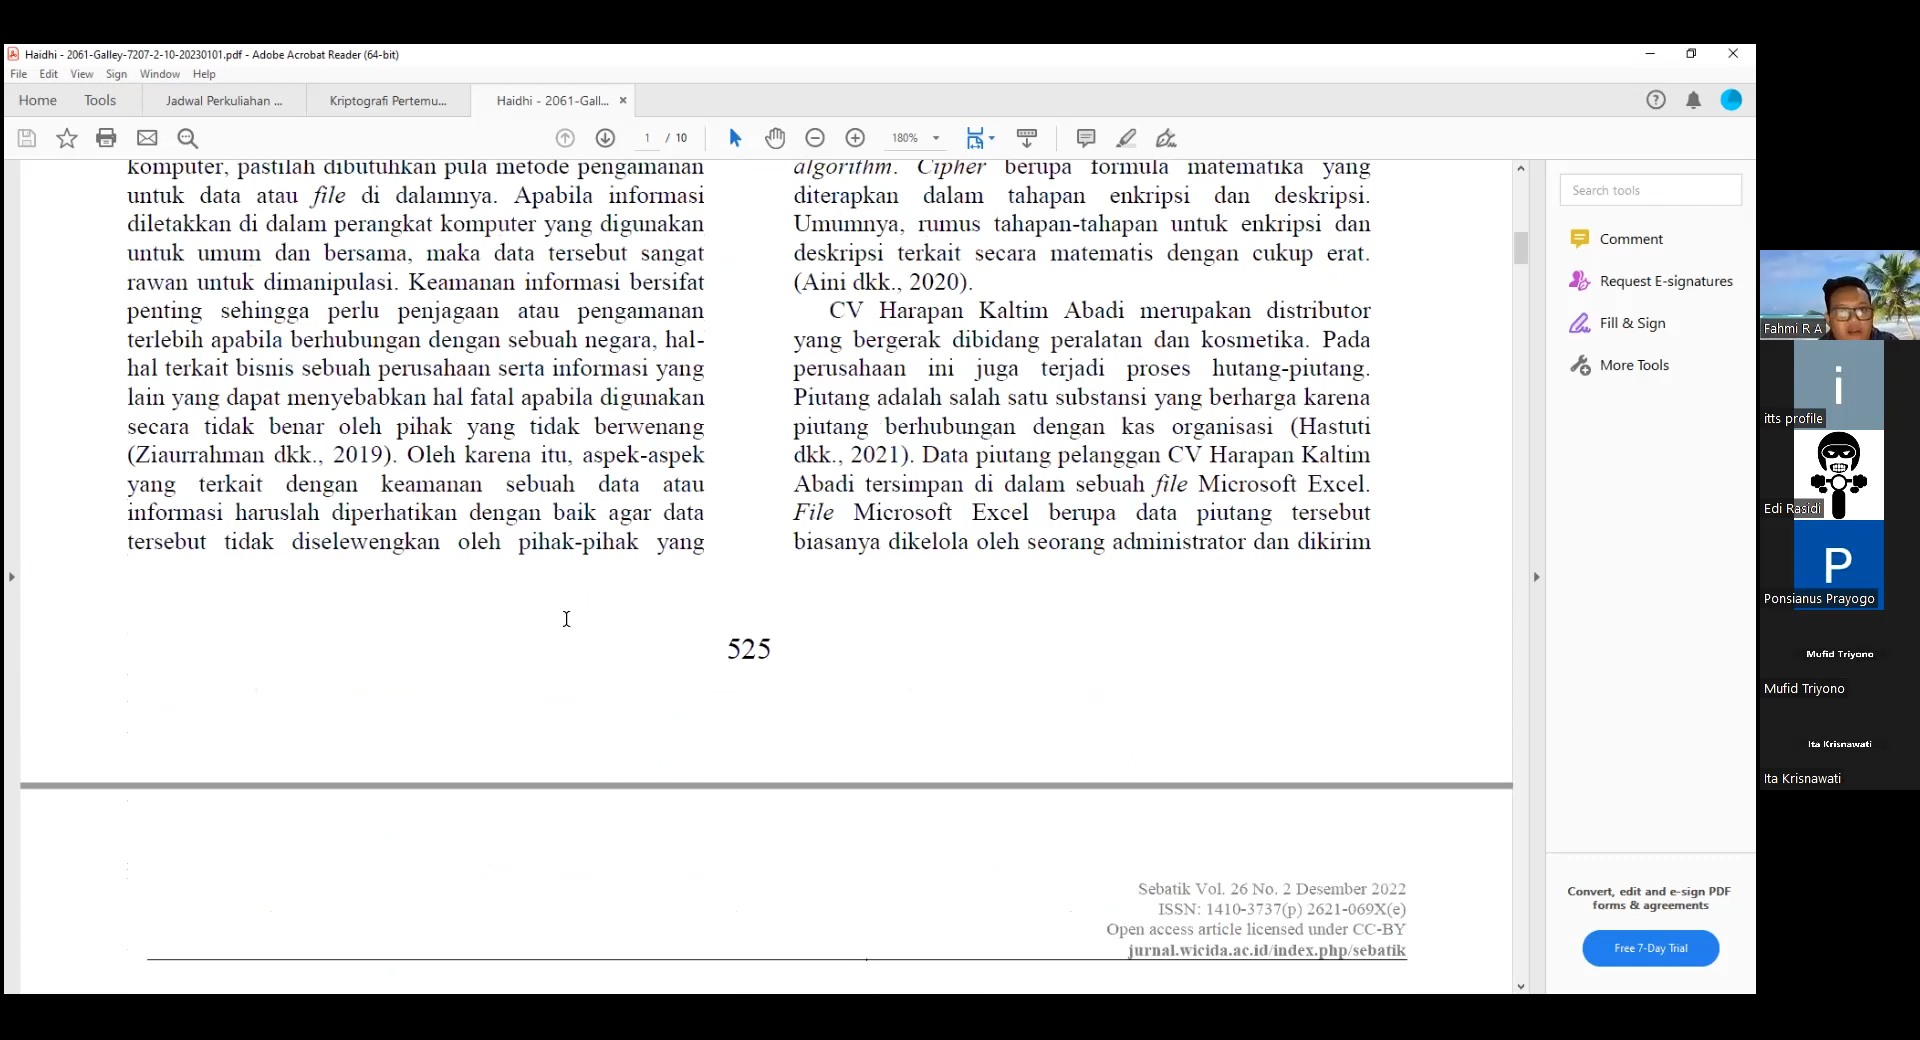 Haidhi - 2061-Galley-7207-2-10-20230101.pdf - Adobe Acrobat Reader (64-bit)
File Edit View Sign Window Help
Home Tools Jadwal Perkuliahan ... Kriptografi Pertemu... Haidhi - 2061-Gall... ×
1 / 10 180%
komputer, pastilah dibutuhkan pula metode pengamanan
untuk data atau file di dalamnya. Apabila informasi
diletakkan di dalam perangkat komputer yang digunakan
untuk umum dan bersama, maka data tersebut sangat
rawan untuk dimanipulasi. Keamanan informasi bersifat
penting sehingga perlu penjagaan atau pengamanan
terlebih apabila berhubungan dengan sebuah negara, hal-
hal terkait bisnis sebuah perusahaan serta informasi yang
lain yang dapat menyebabkan hal fatal apabila digunakan
secara tidak benar oleh pihak yang tidak berwenang
(Ziaurrahman dkk., 2019). Oleh karena itu, aspek-aspek
yang terkait dengan keamanan sebuah data atau
informasi haruslah diperhatikan dengan baik agar data
tersebut tidak diselewengkan oleh pihak-pihak yang
algorithm. Cipher berupa formula matematika yang
diterapkan dalam tahapan enkripsi dan deskripsi.
Umumnya, rumus tahapan-tahapan untuk enkripsi dan
deskripsi terkait secara matematis dengan cukup erat.
(Aini dkk., 2020).
CV Harapan Kaltim Abadi merupakan distributor
yang bergerak dibidang peralatan dan kosmetika. Pada
perusahaan ini juga terjadi proses hutang-piutang.
Piutang adalah salah satu substansi yang berharga karena
piutang berhubungan dengan kas organisasi (Hastuti
dkk., 2021). Data piutang pelanggan CV Harapan Kaltim
Abadi tersimpan di dalam sebuah file Microsoft Excel.
File Microsoft Excel berupa data piutang tersebut
biasanya dikelola oleh seorang administrator dan dikirim
525
Sebatik Vol. 26 No. 2 Desember 2022
ISSN: 1410-3737(p) 2621-069X(e)
Open access article licensed under CC-BY
jurnal.wicida.ac.id/index.php/sebatik
Search tools
Comment
Request E-signatures
Fill & Sign
More Tools
Convert, edit and e-sign PDF
forms & agreements
Free 7-Day Trial
Fahmi R A
i
itts profile
Edi Rasidi
P
Ponsianus Prayogo
Mufid Triyono
Mufid Triyono
Ita Krisnawati
Ita Krisnawati